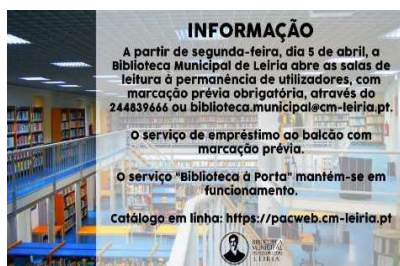 INFORMAÇÃO
A partir de segunda-feira, dia 5 de abril, a
Biblioteca Municipal de Leiria abre as salas de
leitura à permanência de utilizadores, com
marcação prévia obrigatória, através do
244839666 ou biblioteca.municipal@cm-leiria.pt.
O serviço de empréstimo ao balcão com
marcação prévia.
O serviço "Biblioteca à Porta" mantém-se em
funcionamento.
Catálogo em linha: https://pacweb.cm-leiria.pt
BIBLIOTECA
MUNICIPAL
LEIRIA